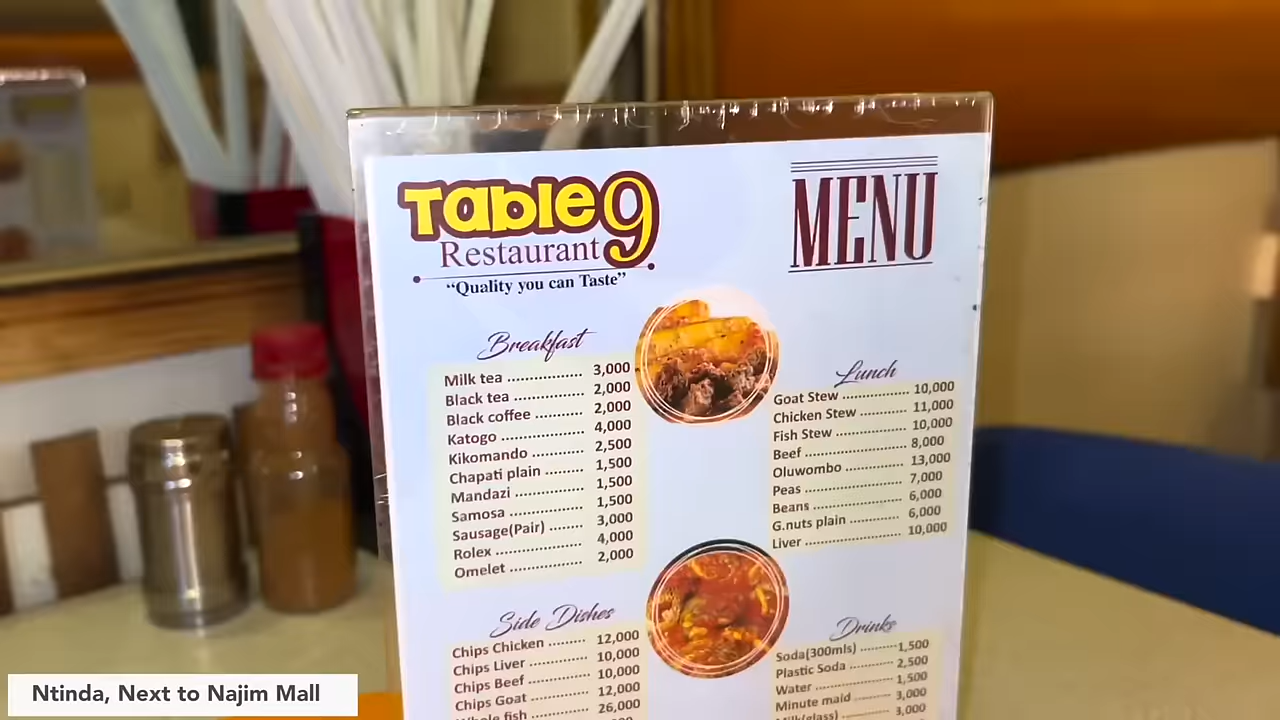 Table 9
Restaurant
"Quality you can Taste"
MENU
Breakfast
Milk tea ................. 3,000
Black tea ................ 2,000
Black coffee ........... 2,000
Katogo .................. 4,000
Kikomando ............. 2,500
Chapati plain ......... 1,500
Mandazi ................ 1,500
Samosa ................. 1,500
Sausage(Pair) ........ 3,000
Rolex .................... 4,000
Omelet ................. 2,000
Lunch
Goat Stew .............. 10,000
Chicken Stew .......... 11,000
Fish Stew ............... 10,000
Beef ...................... 8,000
Oluwombo .............. 13,000
Peas ...................... 7,000
Beans .................... 6,000
G.nuts plain ............ 6,000
Liver ..................... 10,000
Side Dishes
Chips Chicken ......... 12,000
Chips Liver ............. 10,000
Chips Beef .............. 10,000
Chips Goat .............. 12,000
Whole fish .............. 26,000
Drinks
Soda(300mls) .......... 1,500
Plastic Soda ............ 2,500
Water ..................... 1,500
Minute maid ............ 3,000
Milk(glass) .............. 3,000
Ntinda, Next to Najim Mall